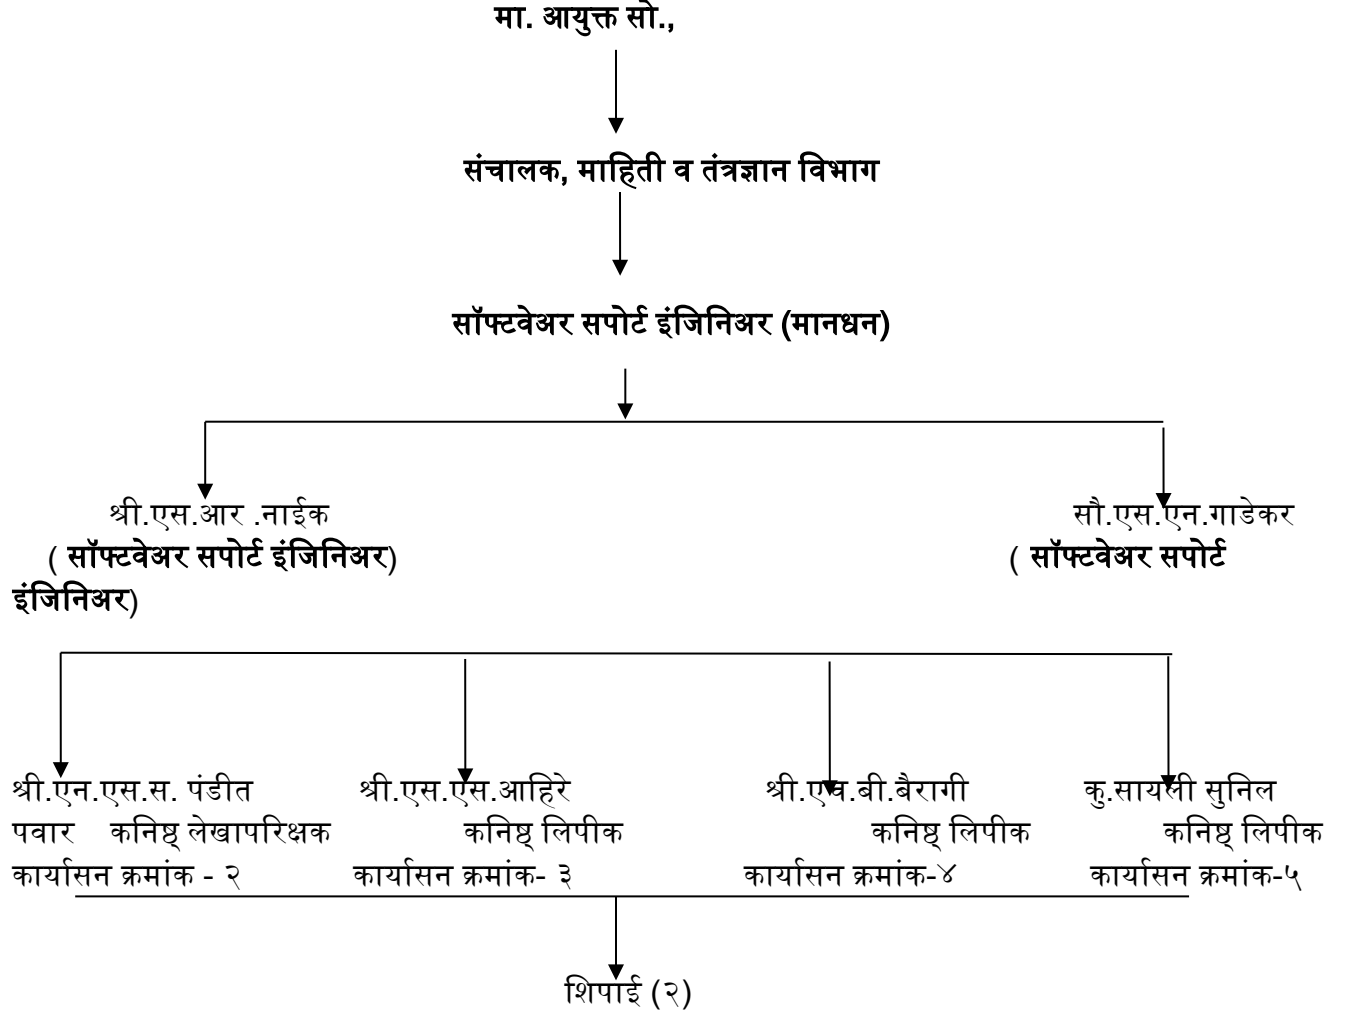 मा. आयुक्त सो.,
संचालक, माहिती व तंत्रज्ञान विभाग
सॉफ्टवेअर सपोर्ट इंजिनिअर (मानधन)
श्री.एस.आर .नाईक सौ.एस.एन.गाडेकर
( सॉफ्टवेअर सपोर्ट इंजिनिअर) ( सॉफ्टवेअर सपोर्ट
इंजिनिअर)
श्री.एन.एस.स. पंडीत श्री.एस.एस.आहिरे श्री.एच.बी.बैरागी कु.सायली सुनिल
पवार कनिष्ठ् लेखापरिक्षक कनिष्ठ् लिपीक कनिष्ठ् लिपीक कनिष्ठ् लिपीक
कार्यासन क्रमांक - २ कार्यासन क्रमांक- ३ कार्यासन क्रमांक-४ कार्यासन क्रमांक-५
शिपाई (२)